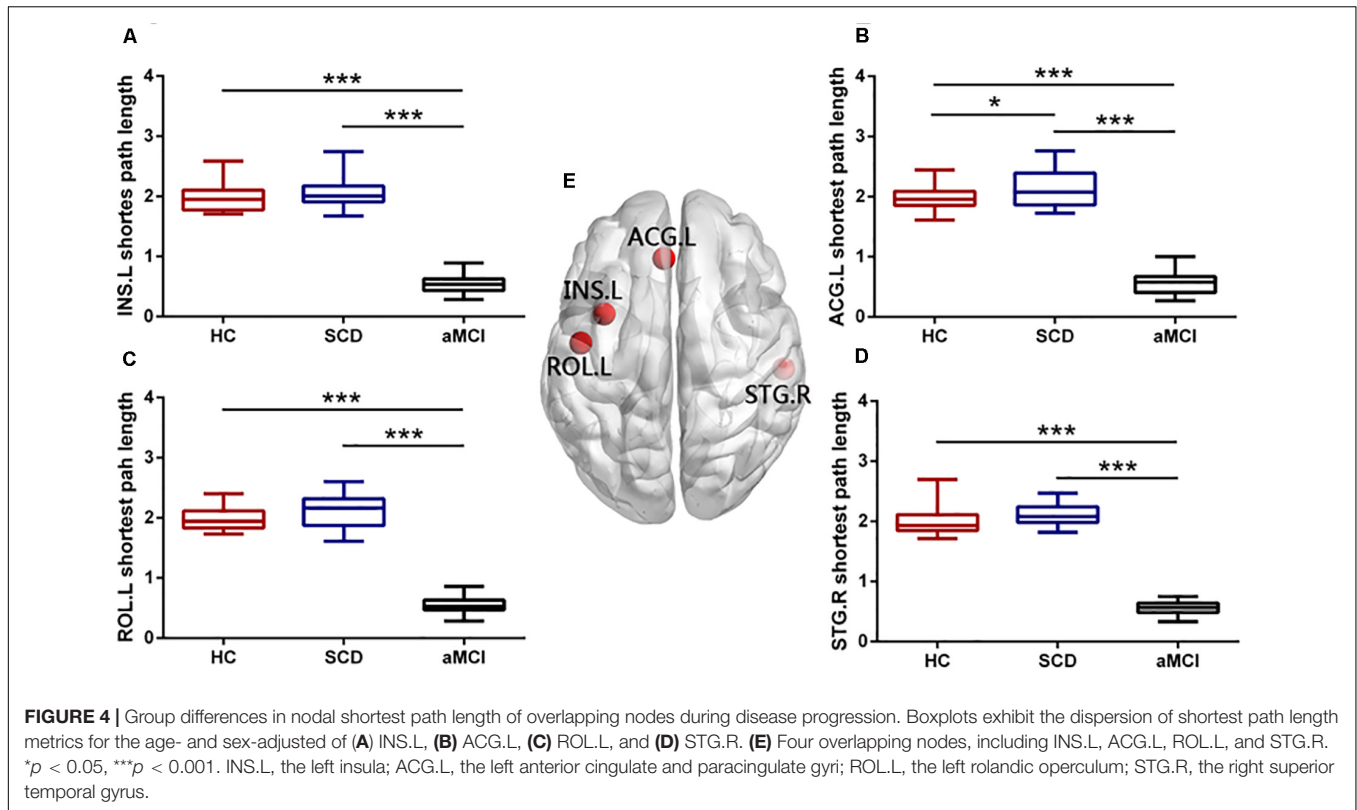 A
INS.L shortes path length
4
3
2
1
0
***
***
HC SCD aMCI
B
ACG.L shortest path length
4
3
2
1
0
***
*
***
HC SCD aMCI
E
ACG.L
INS.L
ROL.L
STG.R
C
ROL.L shortest pah length
4
3
2
1
0
***
***
HC SCD aMCI
D
STG.R shortest path length
4
3
2
1
0
***
***
HC SCD aMCI
FIGURE 4 | Group differences in nodal shortest path length of overlapping nodes during disease progression. Boxplots exhibit the dispersion of shortest path length
metrics for the age- and sex-adjusted of (A) INS.L, (B) ACG.L, (C) ROL.L, and (D) STG.R. (E) Four overlapping nodes, including INS.L, ACG.L, ROL.L, and STG.R.
*p < 0.05, ***p < 0.001. INS.L, the left insula; ACG.L, the left anterior cingulate and paracingulate gyri; ROL.L, the left rolandic operculum; STG.R, the right superior
temporal gyrus.